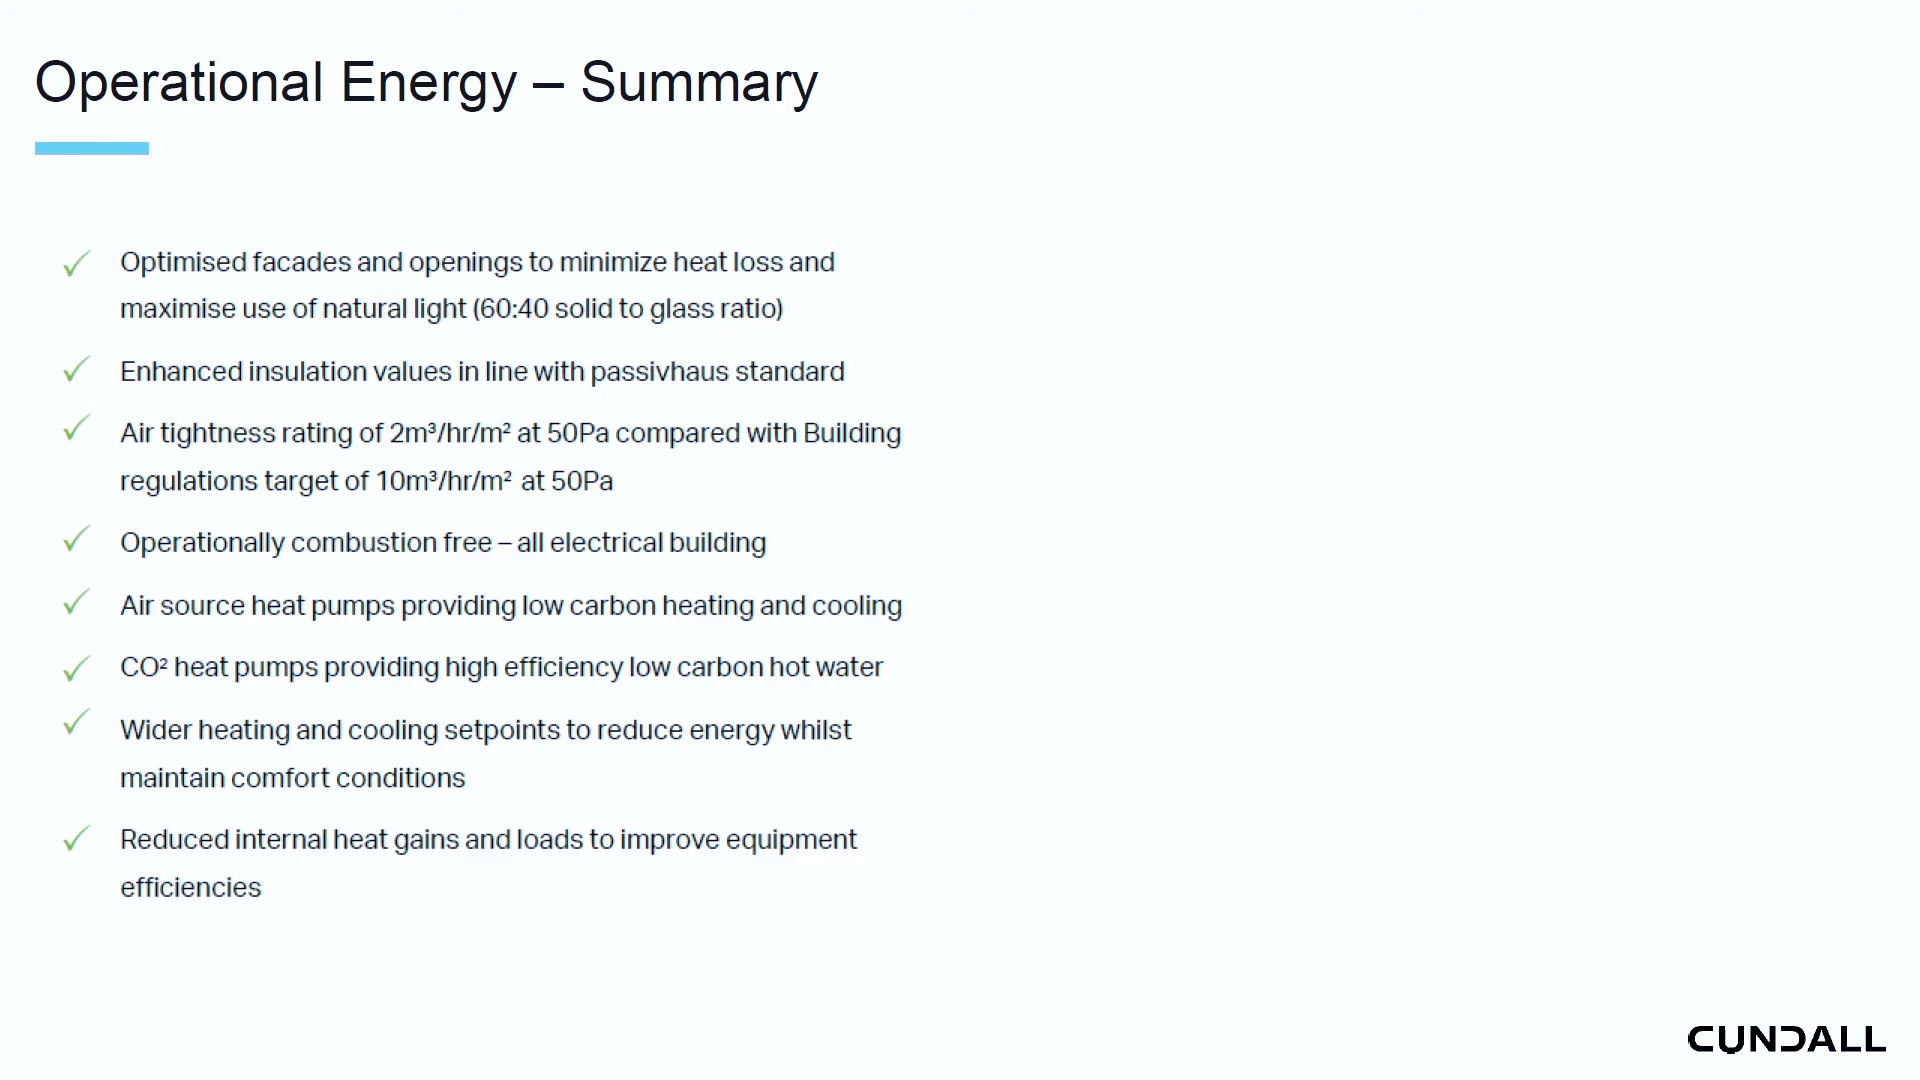 Operational Energy – Summary
Optimised facades and openings to minimize heat loss and
maximise use of natural light (60:40 solid to glass ratio)
Enhanced insulation values in line with passivhaus standard
Air tightness rating of 2m³/hr/m² at 50Pa compared with Building
regulations target of 10m³/hr/m² at 50Pa
Operationally combustion free – all electrical building
Air source heat pumps providing low carbon heating and cooling
CO² heat pumps providing high efficiency low carbon hot water
Wider heating and cooling setpoints to reduce energy whilst
maintain comfort conditions
Reduced internal heat gains and loads to improve equipment
efficiencies
CUNDALL